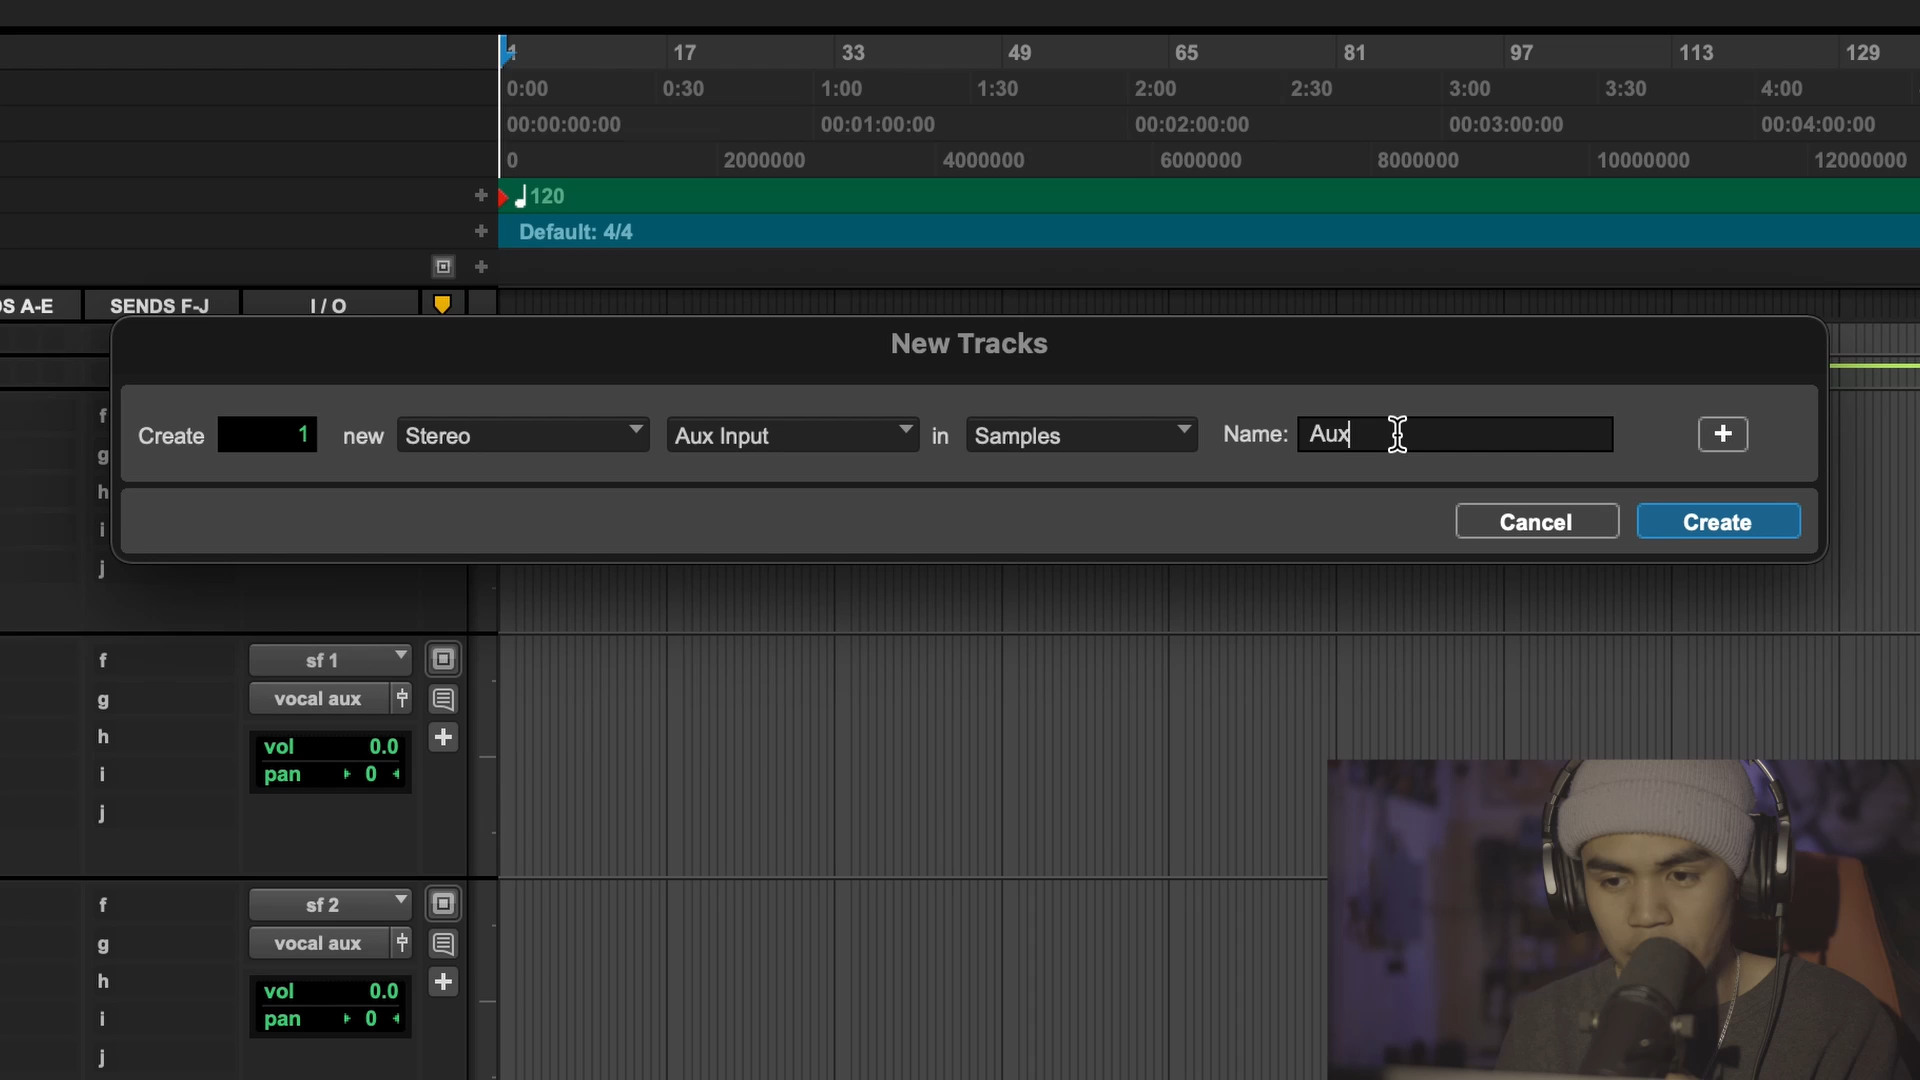 1 17 33 49 65 81 97 113 129
0:00 0:30 1:00 1:30 2:00 2:30 3:00 3:30 4:00
00:00:00:00 00:01:00:00 00:02:00:00 00:03:00:00 00:04:00:00
0 2000000 4000000 6000000 8000000 10000000 12000000
120
Default: 4/4
DS A-E SENDS F-J I / O
New Tracks
Create 1 new Stereo Aux Input in Samples Name: Aux
Cancel Create
f
g
h
i
j
f sf 1
g vocal aux
h vol 0.0
i pan 0
j
f sf 2
g vocal aux
h vol 0.0
i pan 0
j